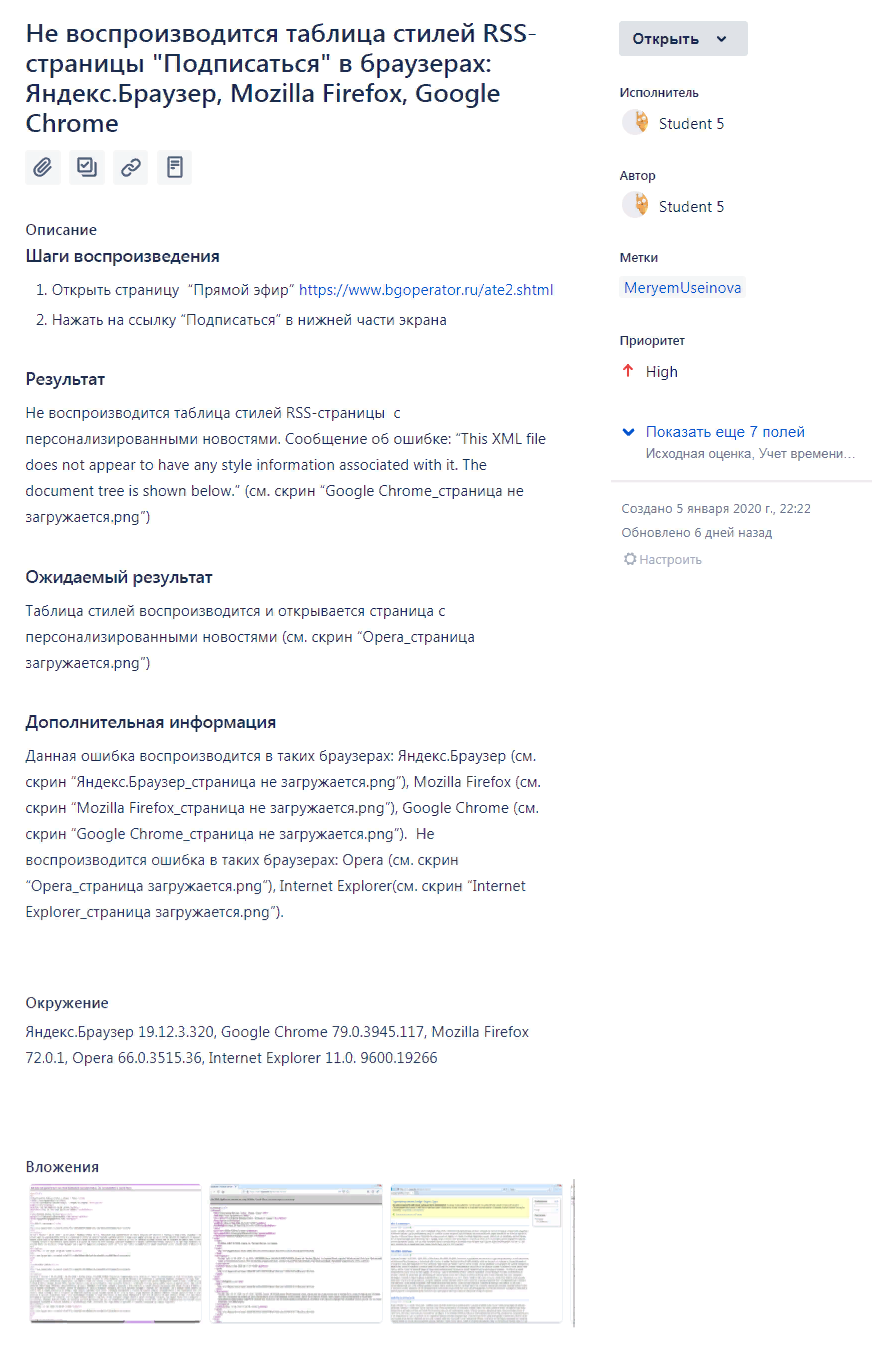 Не воспроизводится таблица стилей RSS-
страницы "Подписаться" в браузерах:
Яндекс.Браузер, Mozilla Firefox, Google
Chrome
Описание
Шаги воспроизведения
1. Открыть страницу “Прямой эфир” https://www.bgoperator.ru/ate2.shtml
2. Нажать на ссылку “Подписаться” в нижней части экрана
Результат
Не воспроизводится таблица стилей RSS-страницы с
персонализированными новостями. Сообщение об ошибке: “This XML file
does not appear to have any style information associated with it. The
document tree is shown below.” (см. скрин “Google Chrome_страница не
загружается.png”)
Ожидаемый результат
Таблица стилей воспроизводится и открывается страница с
персонализированными новостями (см. скрин “Opera_страница
загружается.png”)
Дополнительная информация
Данная ошибка воспроизводится в таких браузерах: Яндекс.Браузер (см.
скрин “Яндекс.Браузер_страница не загружается.png”), Mozilla Firefox (см.
скрин “Mozilla Firefox_страница не загружается.png”), Google Chrome (см.
скрин “Google Chrome_страница не загружается.png”). Не
воспроизводится ошибка в таких браузерах: Opera (см. скрин
“Opera_страница загружается.png”), Internet Explorer(см. скрин “Internet
Explorer_страница загружается.png”).
Окружение
Яндекс.Браузер 19.12.3.320, Google Chrome 79.0.3945.117, Mozilla Firefox
72.0.1, Opera 66.0.3515.36, Internet Explorer 11.0. 9600.19266
Вложения
Открыть
Исполнитель
Student 5
Автор
Student 5
Метки
MeryemUseinova
Приоритет
High
Показать еще 7 полей
Исходная оценка, Учет времени...
Создано 5 января 2020 г., 22:22
Обновлено 6 дней назад
Настроить